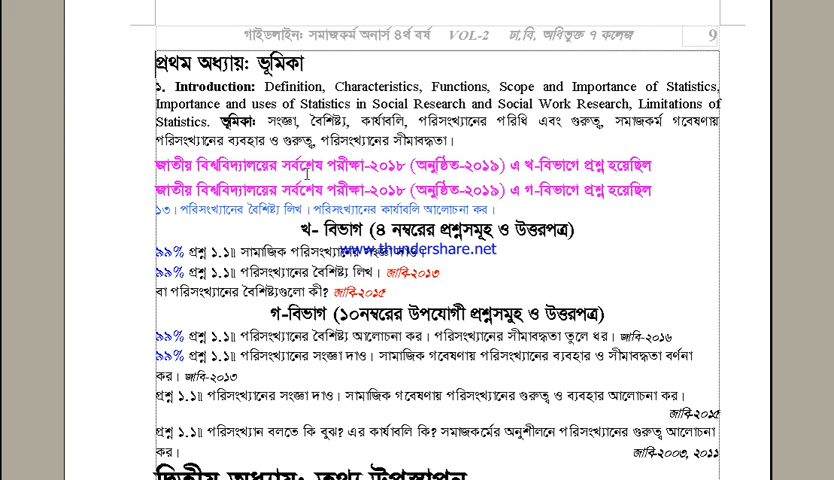 গাইডলাইন: সমাজকর্ম অনার্স ৪র্থ বর্ষ VOL-2 ঢা.বি. অধিভুক্ত ৭ কলেজ 9
প্রথম অধ্যায়: ভূমিকা
১. Introduction: Definition, Characteristics, Functions, Scope and Importance of Statistics,
Importance and uses of Statistics in Social Research and Social Work Research, Limitations of
Statistics. ভূমিকা: সংজ্ঞা, বৈশিষ্ট্য, কার্যাবলি, পরিসংখ্যানের পরিধি এবং গুরুত্ব, সমাজকর্ম গবেষণায়
পরিসংখ্যানের ব্যবহার ও গুরুত্ব, পরিসংখ্যানের সীমাবদ্ধতা।
জাতীয় বিশ্ববিদ্যালয়ের সর্বশেষ পরীক্ষা-২০১৮ (অনুষ্ঠিত-২০১৯) এ খ-বিভাগে প্রশ্ন হয়েছিল
জাতীয় বিশ্ববিদ্যালয়ের সর্বশেষ পরীক্ষা-২০১৮ (অনুষ্ঠিত-২০১৯) এ গ-বিভাগে প্রশ্ন হয়েছিল
১৩। পরিসংখ্যানের বৈশিষ্ট্য লিখ। পরিসংখ্যানের কার্যাবলি আলোচনা কর।
খ- বিভাগ (৪ নম্বরের প্রশ্নসমূহ ও উত্তরপত্র)
৯৯% প্রশ্ন ১.১॥ সামাজিক পরিসংখ্যানের সংজ্ঞা দাও।
www.thundershare.net
৯৯% প্রশ্ন ১.১॥ পরিসংখ্যানের বৈশিষ্ট্য লিখ। জাবি-২০১৩
বা পরিসংখ্যানের বৈশিষ্ট্যগুলো কী? জাবি-২০১৫
গ-বিভাগ (১০নম্বরের উপযোগী প্রশ্নসমূহ ও উত্তরপত্র)
৯৯% প্রশ্ন ১.১॥ পরিসংখ্যানের বৈশিষ্ট্য আলোচনা কর। পরিসংখ্যানের সীমাবদ্ধতা তুলে ধর। জাবি-২০১৬
৯৯% প্রশ্ন ১.১॥ পরিসংখ্যানের সংজ্ঞা দাও। সামাজিক গবেষণায় পরিসংখ্যানের ব্যবহার ও সীমাবদ্ধতা বর্ণনা
কর। জাবি-২০১৩
প্রশ্ন ১.১॥ পরিসংখ্যানের সংজ্ঞা দাও। সামাজিক গবেষণায় পরিসংখ্যানের গুরুত্ব ও ব্যবহার আলোচনা কর।
জাবি-২০১৫
প্রশ্ন ১.১॥ পরিসংখ্যান বলতে কি বুঝ? এর কার্যাবলি কি? সমাজকর্মের অনুশীলনে পরিসংখ্যানের গুরুত্ব আলোচনা
কর। জাবি-২০০৩, ২০১১
দ্বিতীয় অধ্যায়: তথ্য উপস্থাপন